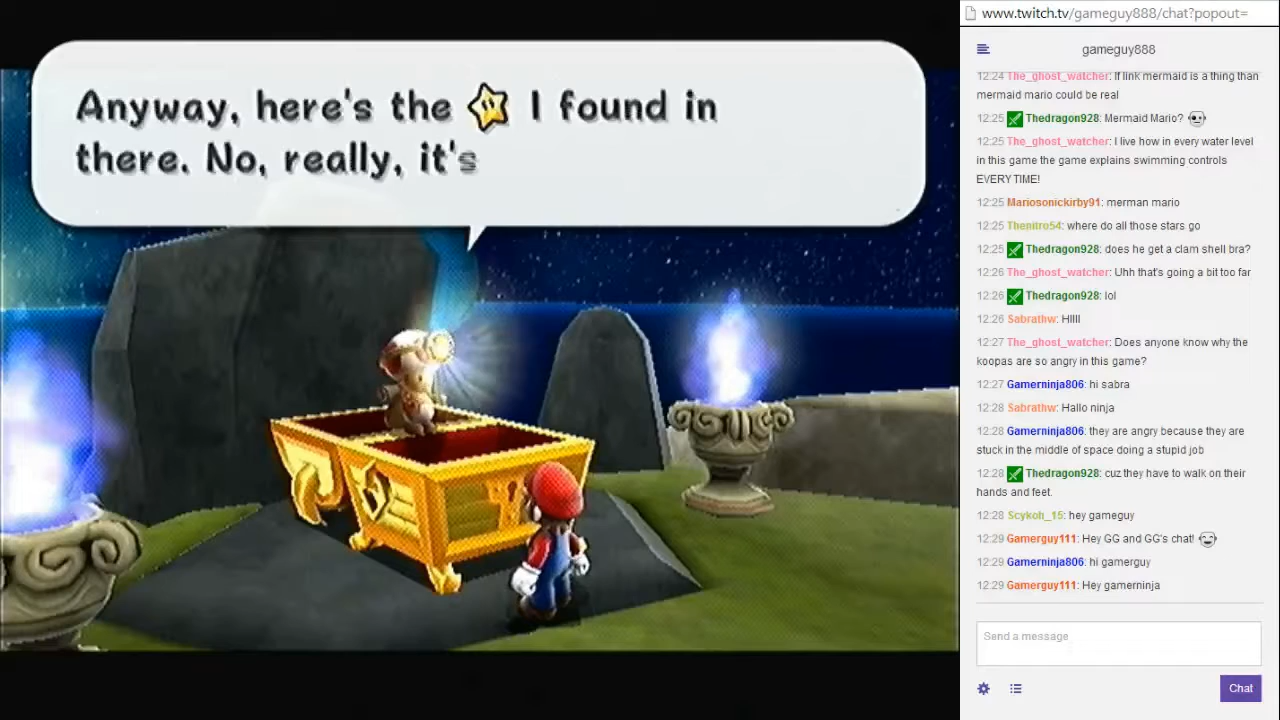 Anyway, here's the I found in
there. No, really, it's
www.twitch.tv/gameguy888/chat?popout=
gameguy888
12:24 The_ghost_watcher: If link mermaid is a thing than
mermaid mario could be real
12:25 Thedragon928: Mermaid Mario?
12:25 The_ghost_watcher: I live how in every water level
in this game the game explains swimming controls
EVERY TIME!
12:25 Mariosonickirby91: merman mario
12:25 Thenitro54: where do all those stars go
12:25 Thedragon928: does he get a clam shell bra?
12:26 The_ghost_watcher: Uhh that's going a bit too far
12:26 Thedragon928: lol
12:26 Sabrathw: HIIII
12:27 The_ghost_watcher: Does anyone know why the
koopas are so angry in this game?
12:27 Gamerninja806: hi sabra
12:28 Sabrathw: Hallo ninja
12:28 Gamerninja806: they are angry because they are
stuck in the middle of space doing a stupid job
12:28 Thedragon928: cuz they have to walk on their
hands and feet.
12:28 Scykoh_15: hey gameguy
12:29 Gamerguy111: Hey GG and GG's chat!
12:29 Gamerninja806: hi gamerguy
12:29 Gamerguy111: Hey gamerninja
Send a message
Chat